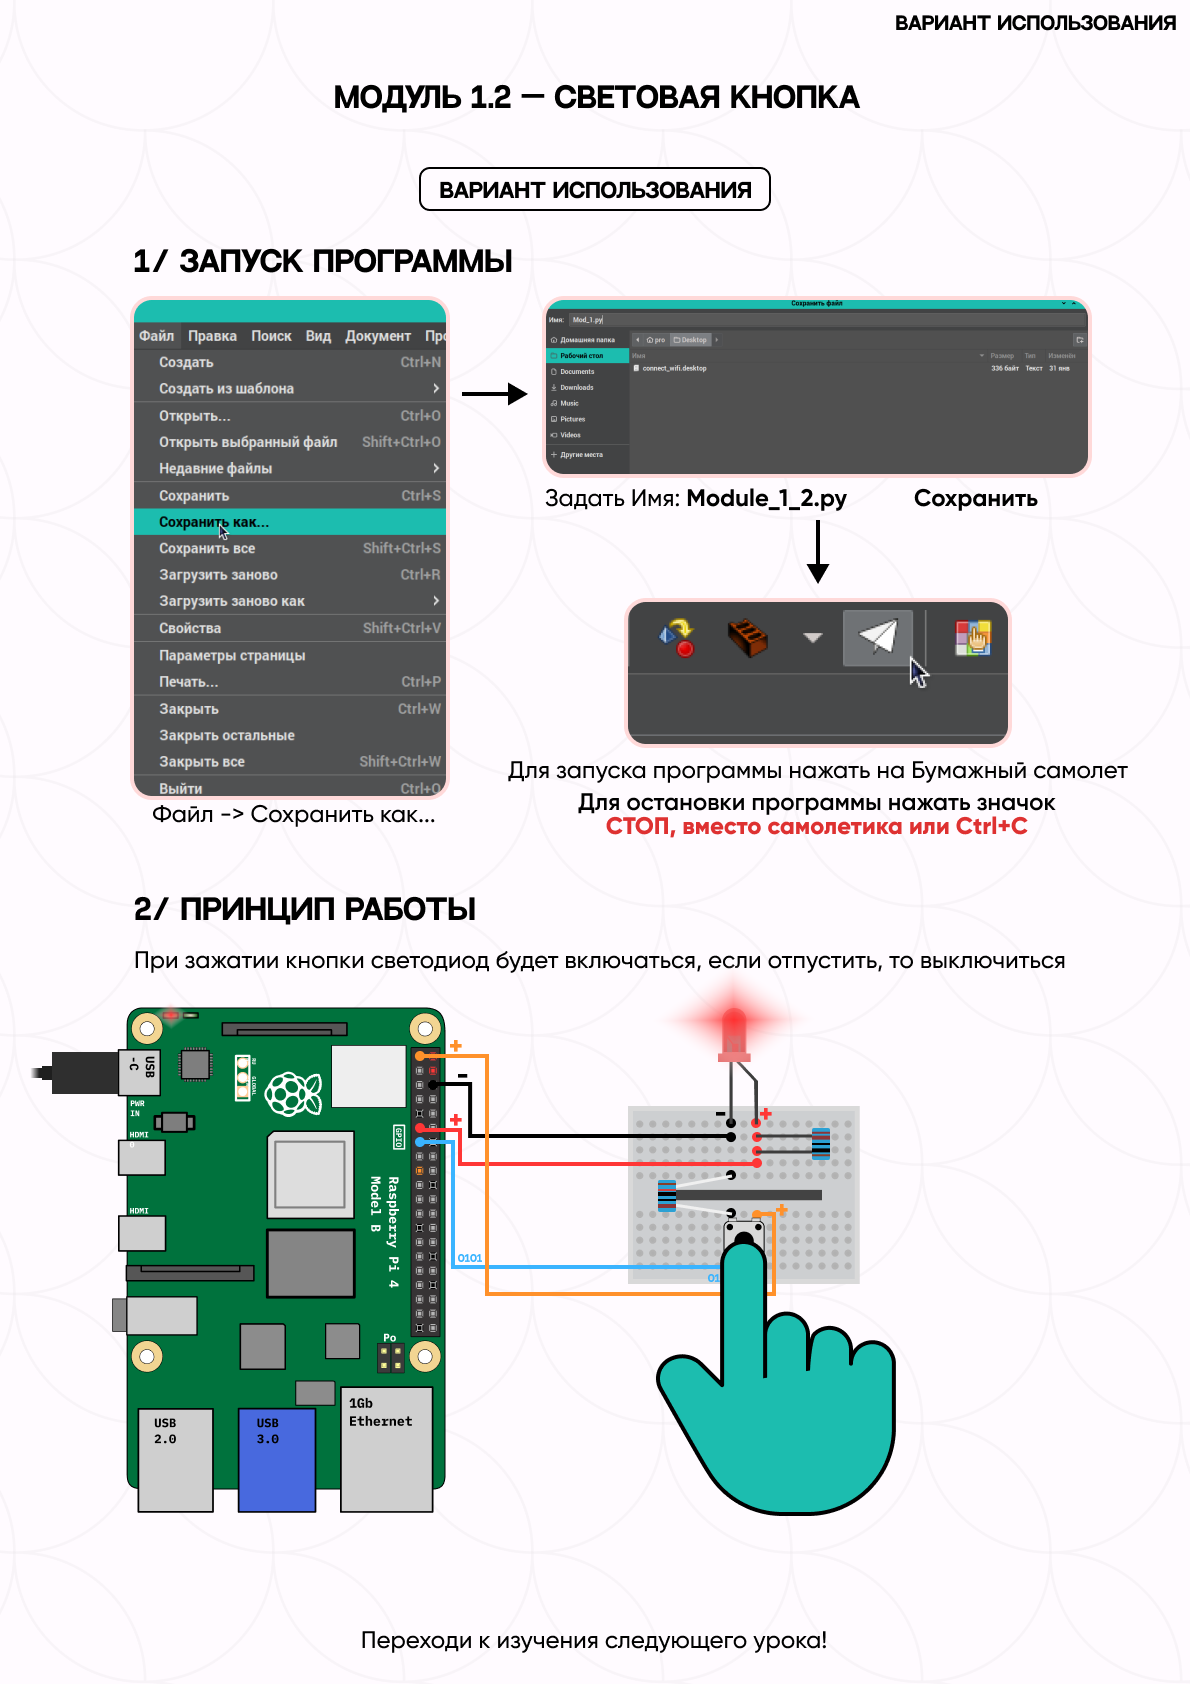 ВАРИАНТ ИСПОЛЬЗОВАНИЯ
МОДУЛЬ 1.2 — СВЕТОВАЯ КНОПКА
ВАРИАНТ ИСПОЛЬЗОВАНИЯ
1/ ЗАПУСК ПРОГРАММЫ
Файл Правка Поиск Вид Документ Про
Создать Ctrl+N
Создать из шаблона
Открыть... Ctrl+O
Открыть выбранный файл Shift+Ctrl+O
Недавние файлы
Сохранить Ctrl+S
Сохранить как...
Сохранить все Shift+Ctrl+S
Загрузить заново Ctrl+R
Загрузить заново как
Свойства Shift+Ctrl+V
Параметры страницы
Печать... Ctrl+P
Закрыть Ctrl+W
Закрыть остальные
Закрыть все Shift+Ctrl+W
Выйти Ctrl+Q
Файл -> Сохранить как...
Сохранить файл
Имя: Mod_1.py
Домашняя папка
pro Desktop
Рабочий стол
Имя Размер Тип Изменён
Documents
connect_wifi.desktop 336 байт Текст 31 янв
Downloads
Music
Pictures
Videos
Другие места
Задать Имя: Module_1_2.py Сохранить
Для запуска программы нажать на Бумажный самолет
Для остановки программы нажать значок
СТОП, вместо самолетика или Ctrl+C
2/ ПРИНЦИП РАБОТЫ
При зажатии кнопки светодиод будет включаться, если отпустить, то выключиться
USB
-C
PWR
IN
HDMI
0
HDMI
GLOBAL
GPIO
Raspberry Pi 4
Model B
Po
USB
2.0
USB
3.0
1Gb
Ethernet
+
-
+
0101
-
+
+
01
Переходи к изучения следующего урока!